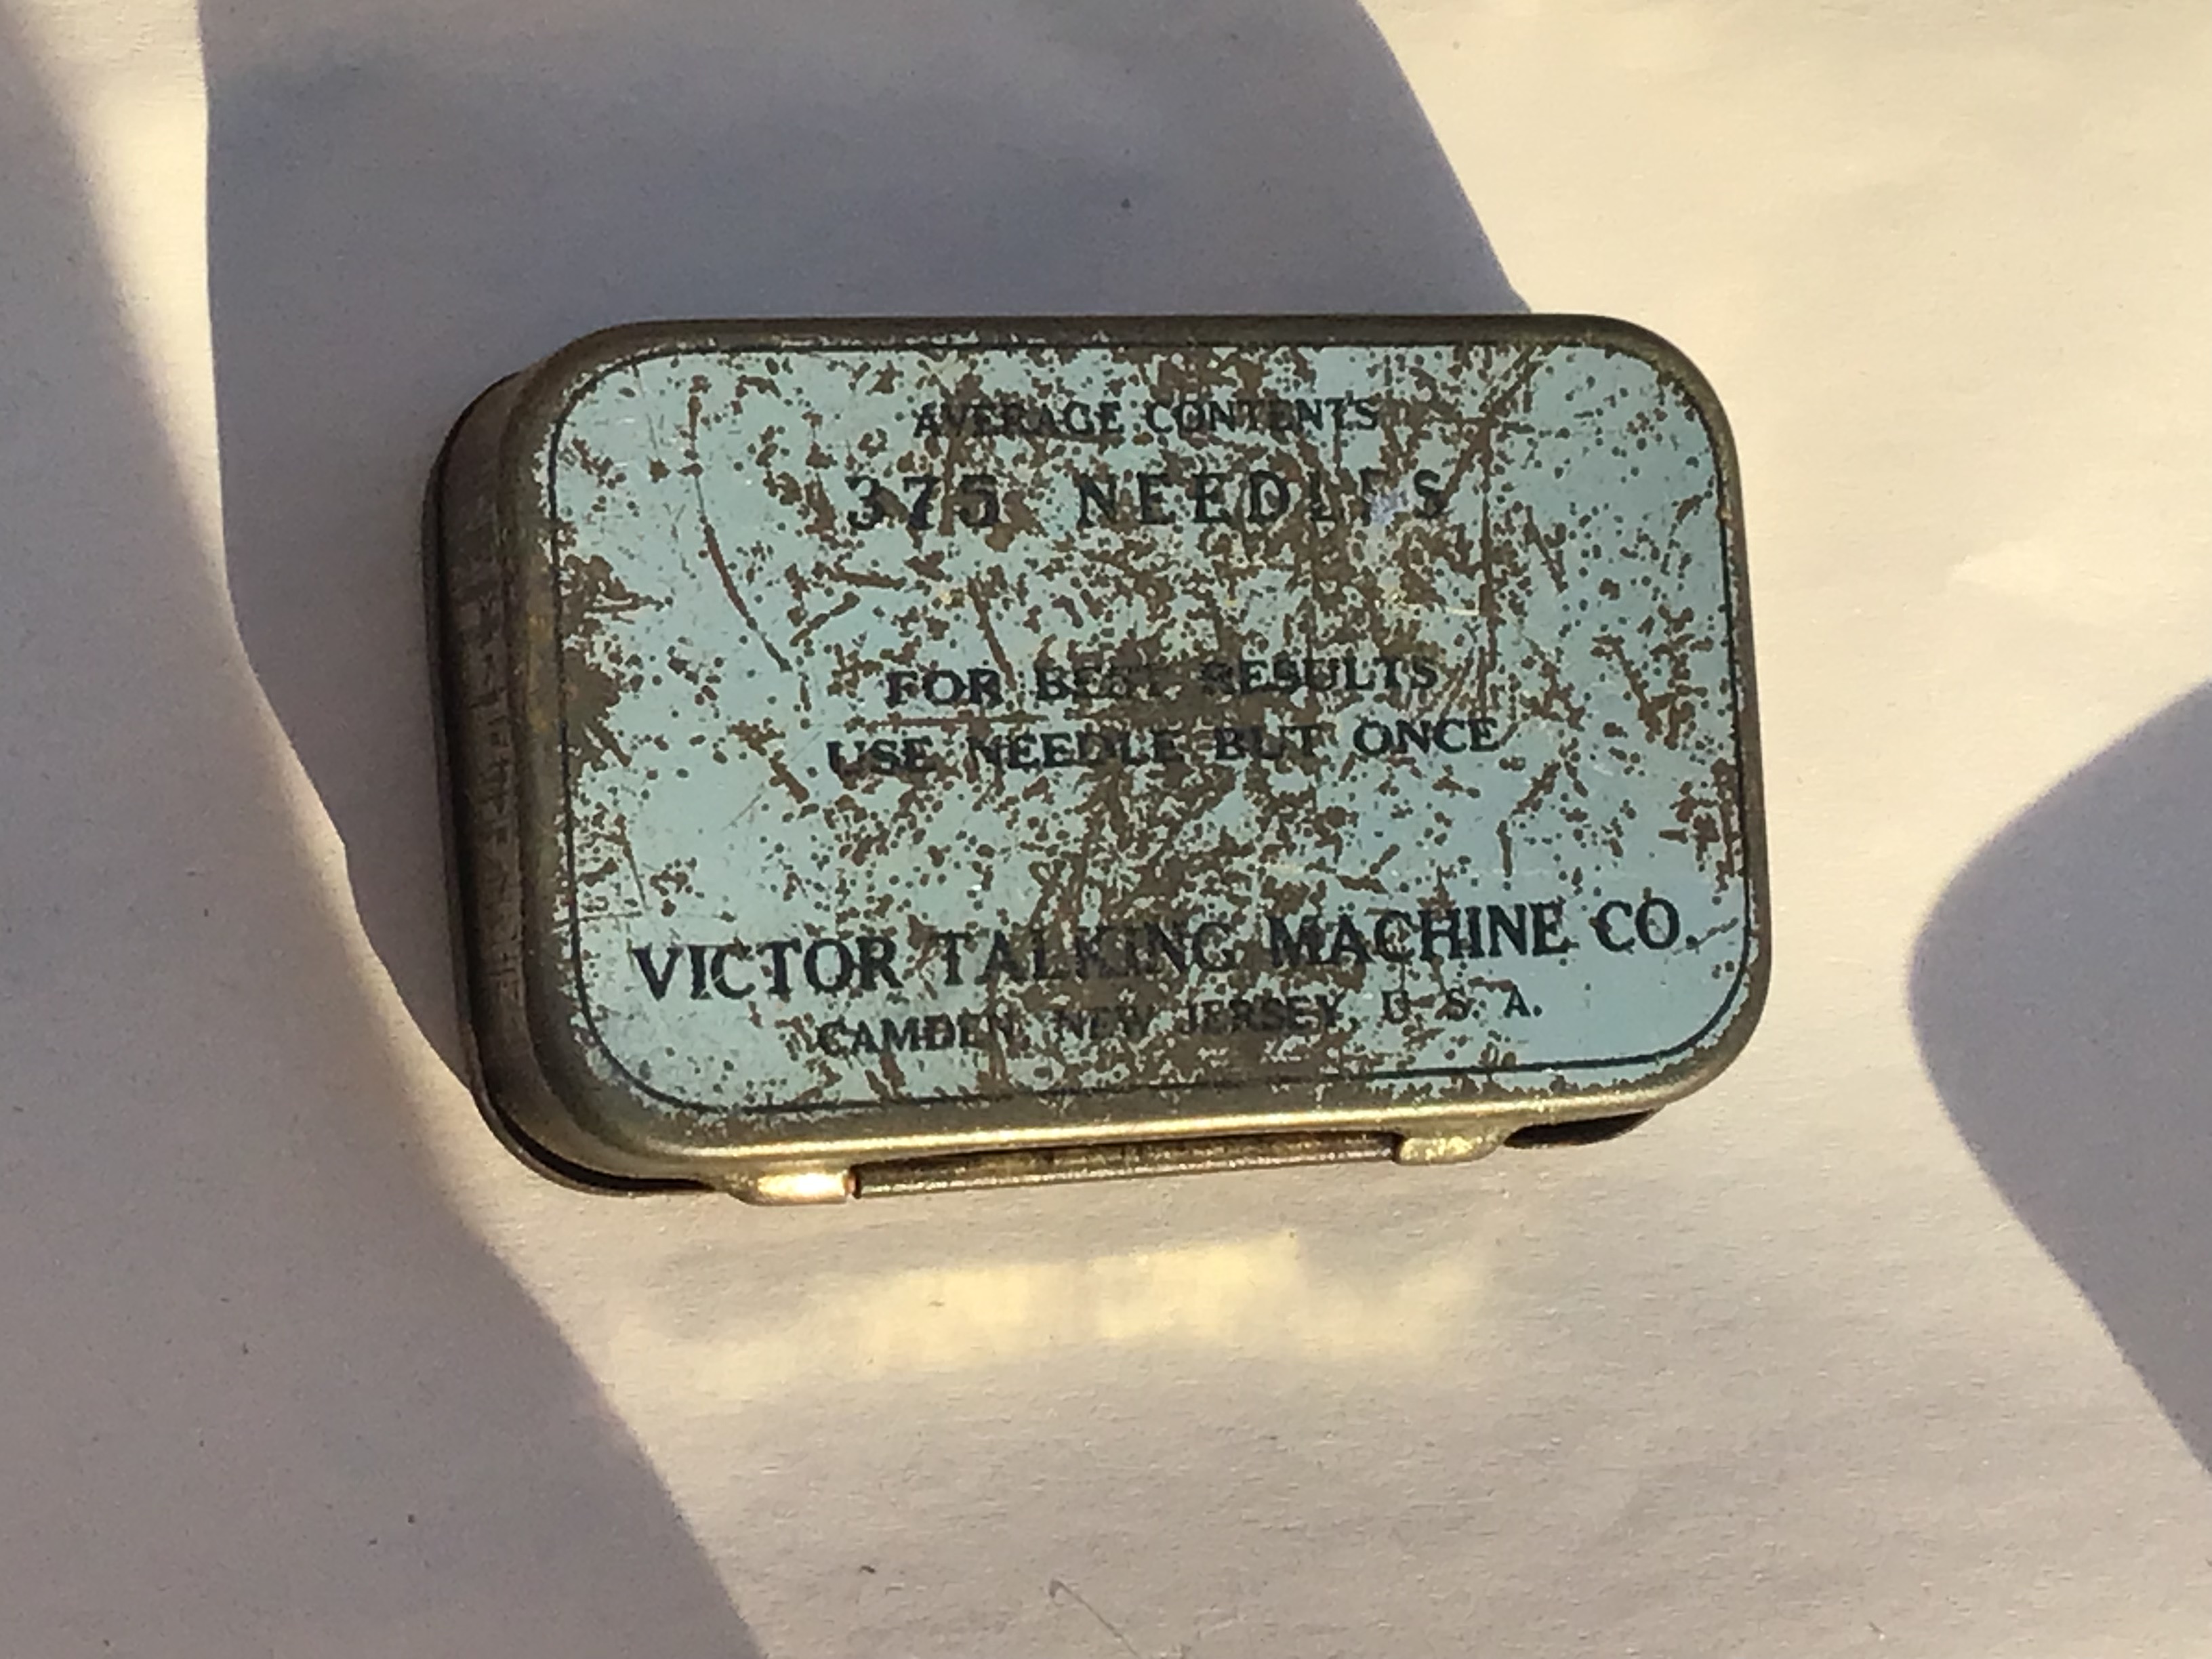 AVERAGE CONTENTS
375 NEEDLES
FOR BEST RESULTS
USE NEEDLE BUT ONCE
VICTOR TALKING MACHINE CO.
CAMDEN, NEW JERSEY, U. S. A.